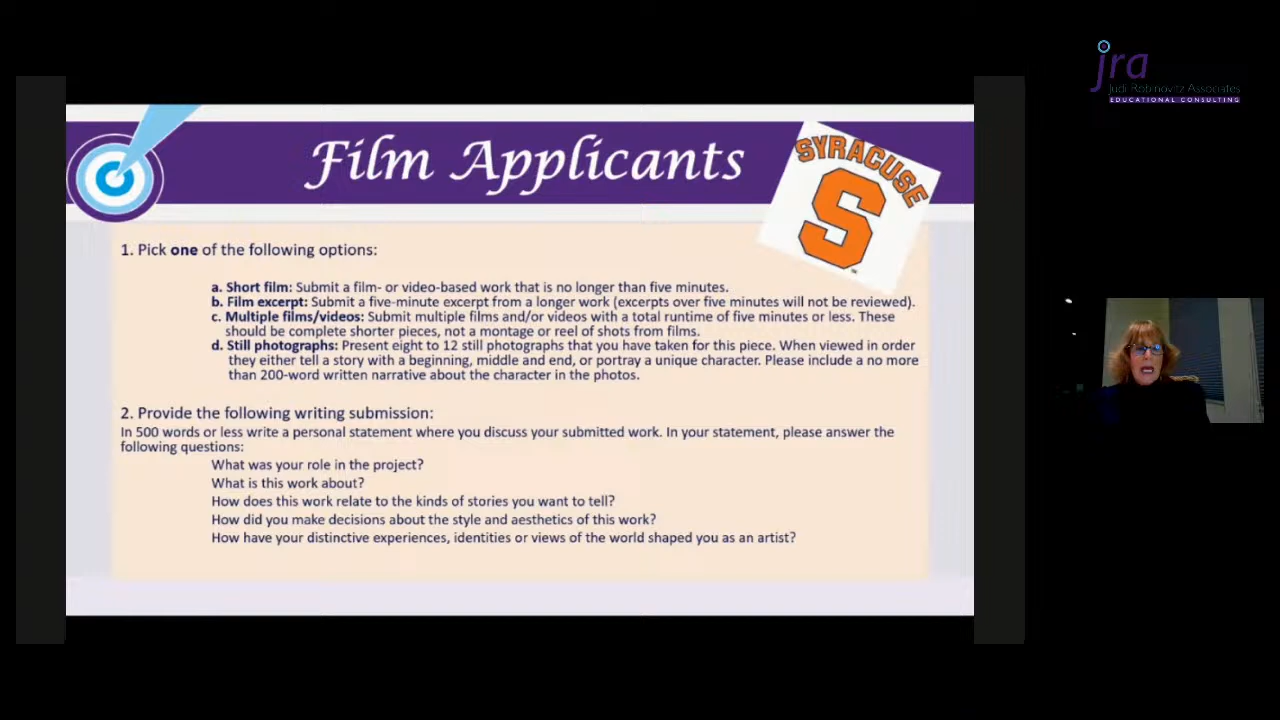 jra
Judi Robinovitz Associates
EDUCATIONAL CONSULTING
Film Applicants
SYRACUSE
S
1. Pick one of the following options:
a. Short film: Submit a film- or video-based work that is no longer than five minutes.
b. Film excerpt: Submit a five-minute excerpt from a longer work (excerpts over five minutes will not be reviewed).
c. Multiple films/videos: Submit multiple films and/or videos with a total runtime of five minutes or less. These
should be complete shorter pieces, not a montage or reel of shots from films.
d. Still photographs: Present eight to 12 still photographs that you have taken for this piece. When viewed in order
they either tell a story with a beginning, middle and end, or portray a unique character. Please include a no more
than 200-word written narrative about the character in the photos.
2. Provide the following writing submission:
In 500 words or less write a personal statement where you discuss your submitted work. In your statement, please answer the
following questions:
What was your role in the project?
What is this work about?
How does this work relate to the kinds of stories you want to tell?
How did you make decisions about the style and aesthetics of this work?
How have your distinctive experiences, identities or views of the world shaped you as an artist?